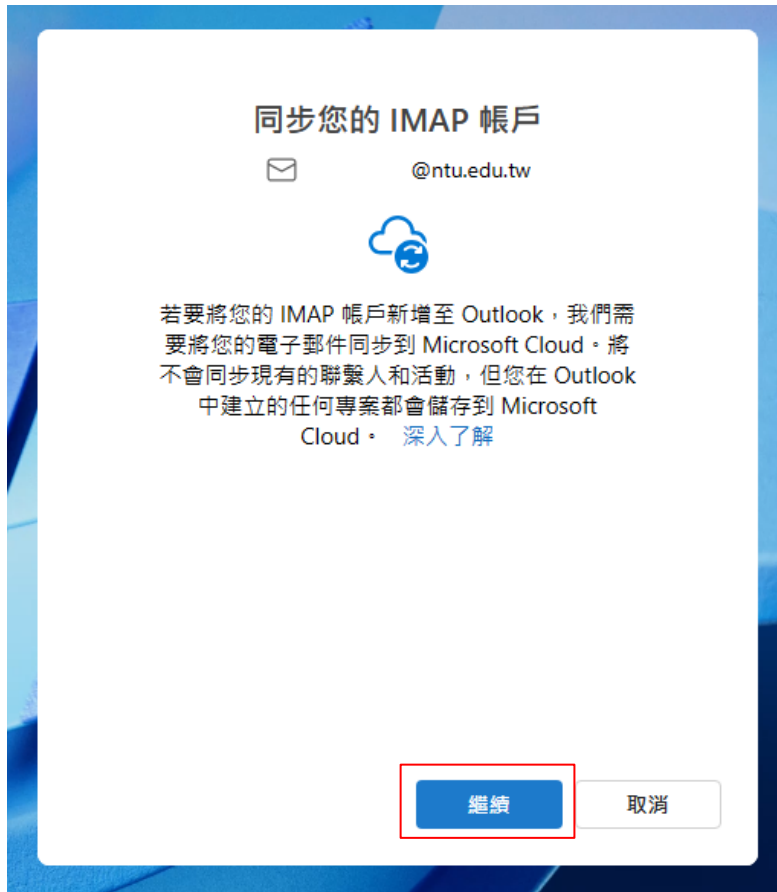 同步您的 IMAP 帳戶
@ntu.edu.tw
若要將您的 IMAP 帳戶新增至 Outlook，我們需
要將您的電子郵件同步到 Microsoft Cloud。將
不會同步現有的聯繫人和活動，但您在 Outlook
中建立的任何專案都會儲存到 Microsoft
Cloud。 深入了解
繼續 取消